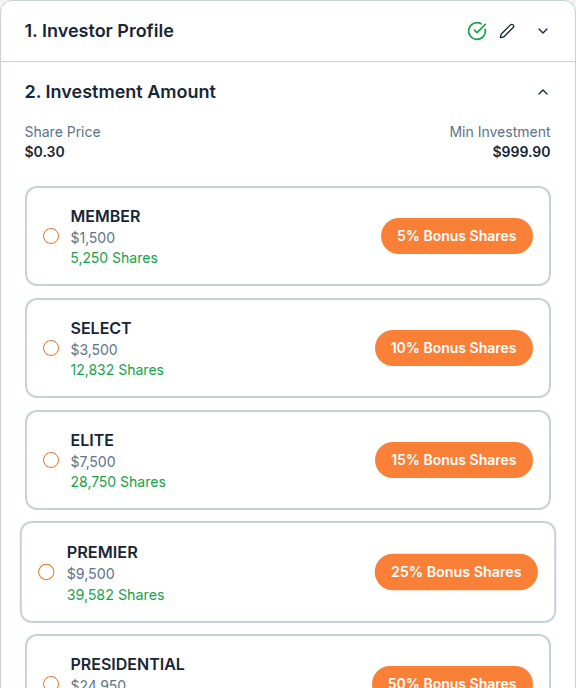 1. Investor Profile
2. Investment Amount
Share Price
Min Investment
$0.30
$999.90
MEMBER
$1,500
5,250 Shares
5% Bonus Shares
SELECT
$3,500
12,832 Shares
10% Bonus Shares
ELITE
$7,500
28,750 Shares
15% Bonus Shares
PREMIER
$9,500
39,582 Shares
25% Bonus Shares
PRESIDENTIAL
$24,950
50% Bonus Shares